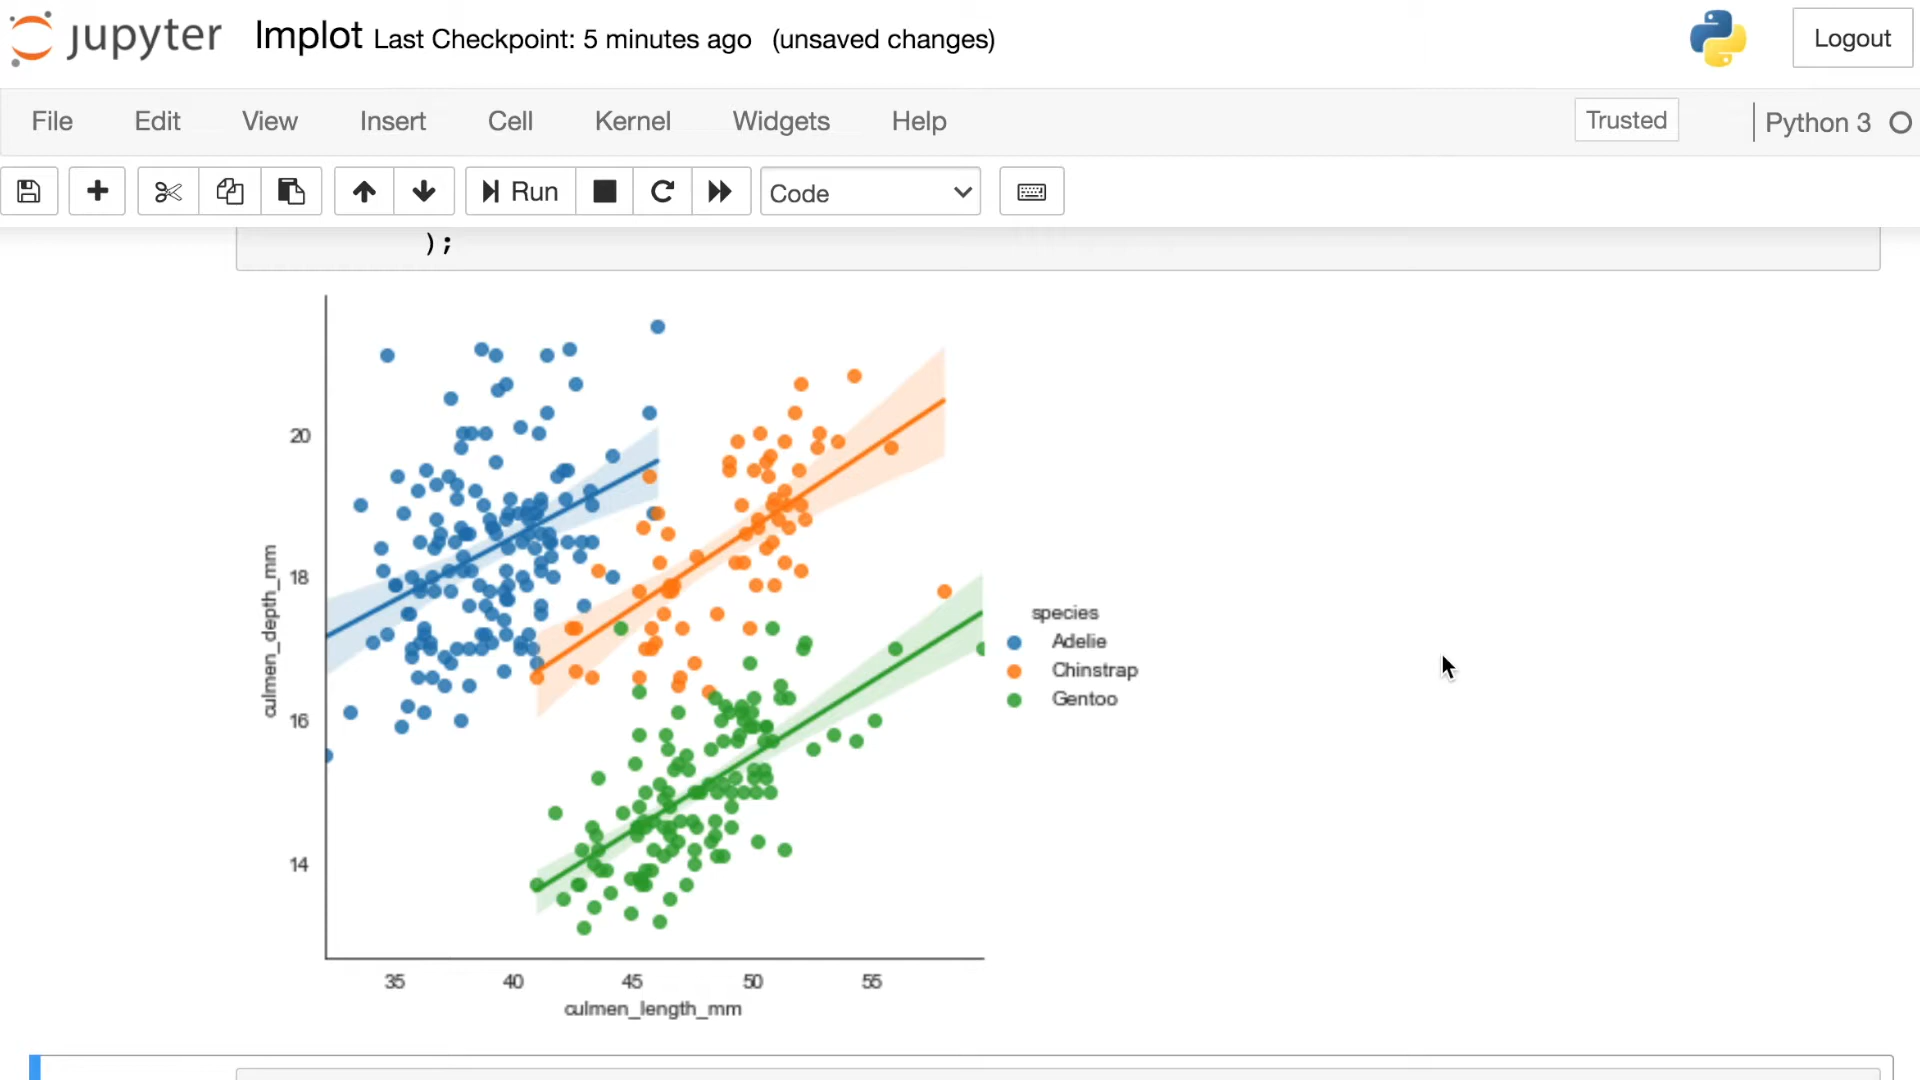 jupyter lmplot Last Checkpoint: 5 minutes ago (unsaved changes) Logout
File Edit View Insert Cell Kernel Widgets Help Trusted Python 3
Run Code
);
20
18
16
14
culmen_depth_mm
species
Adelie
Chinstrap
Gentoo
35 40 45 50 55
culmen_length_mm